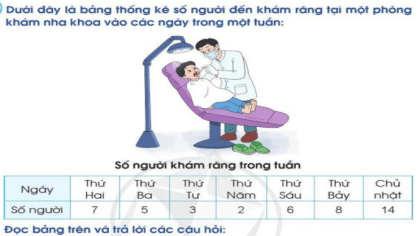 Dưới đây là bảng thống kê số người đến khám răng tại một phòng
khám nha khoa vào các ngày trong một tuần:
Số người khám răng trong tuần
Ngày Thứ Hai Thứ Ba Thứ Tư Thứ Năm Thứ Sáu Thứ Bảy Chủ nhật
Số người 7 5 3 2 6 8 14
Đọc bảng trên và trả lời các câu hỏi: